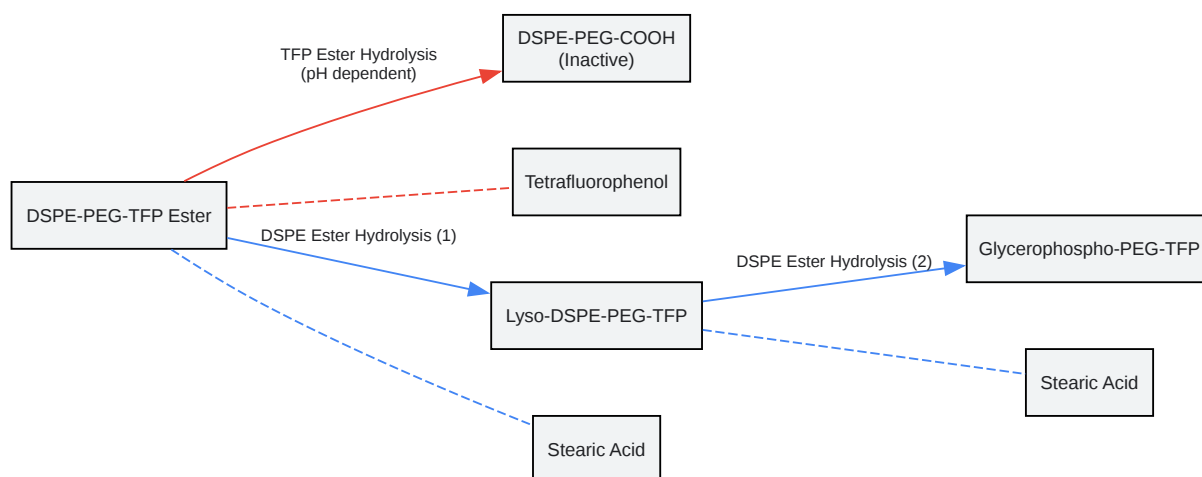 DSPE-PEG-COOH
(Inactive)
TFP Ester Hydrolysis
(pH dependent)
Tetrafluorophenol
DSPE-PEG-TFP Ester
DSPE Ester Hydrolysis (1)
Glycerophospho-PEG-TFP
DSPE Ester Hydrolysis (2)
Lyso-DSPE-PEG-TFP
Stearic Acid
Stearic Acid